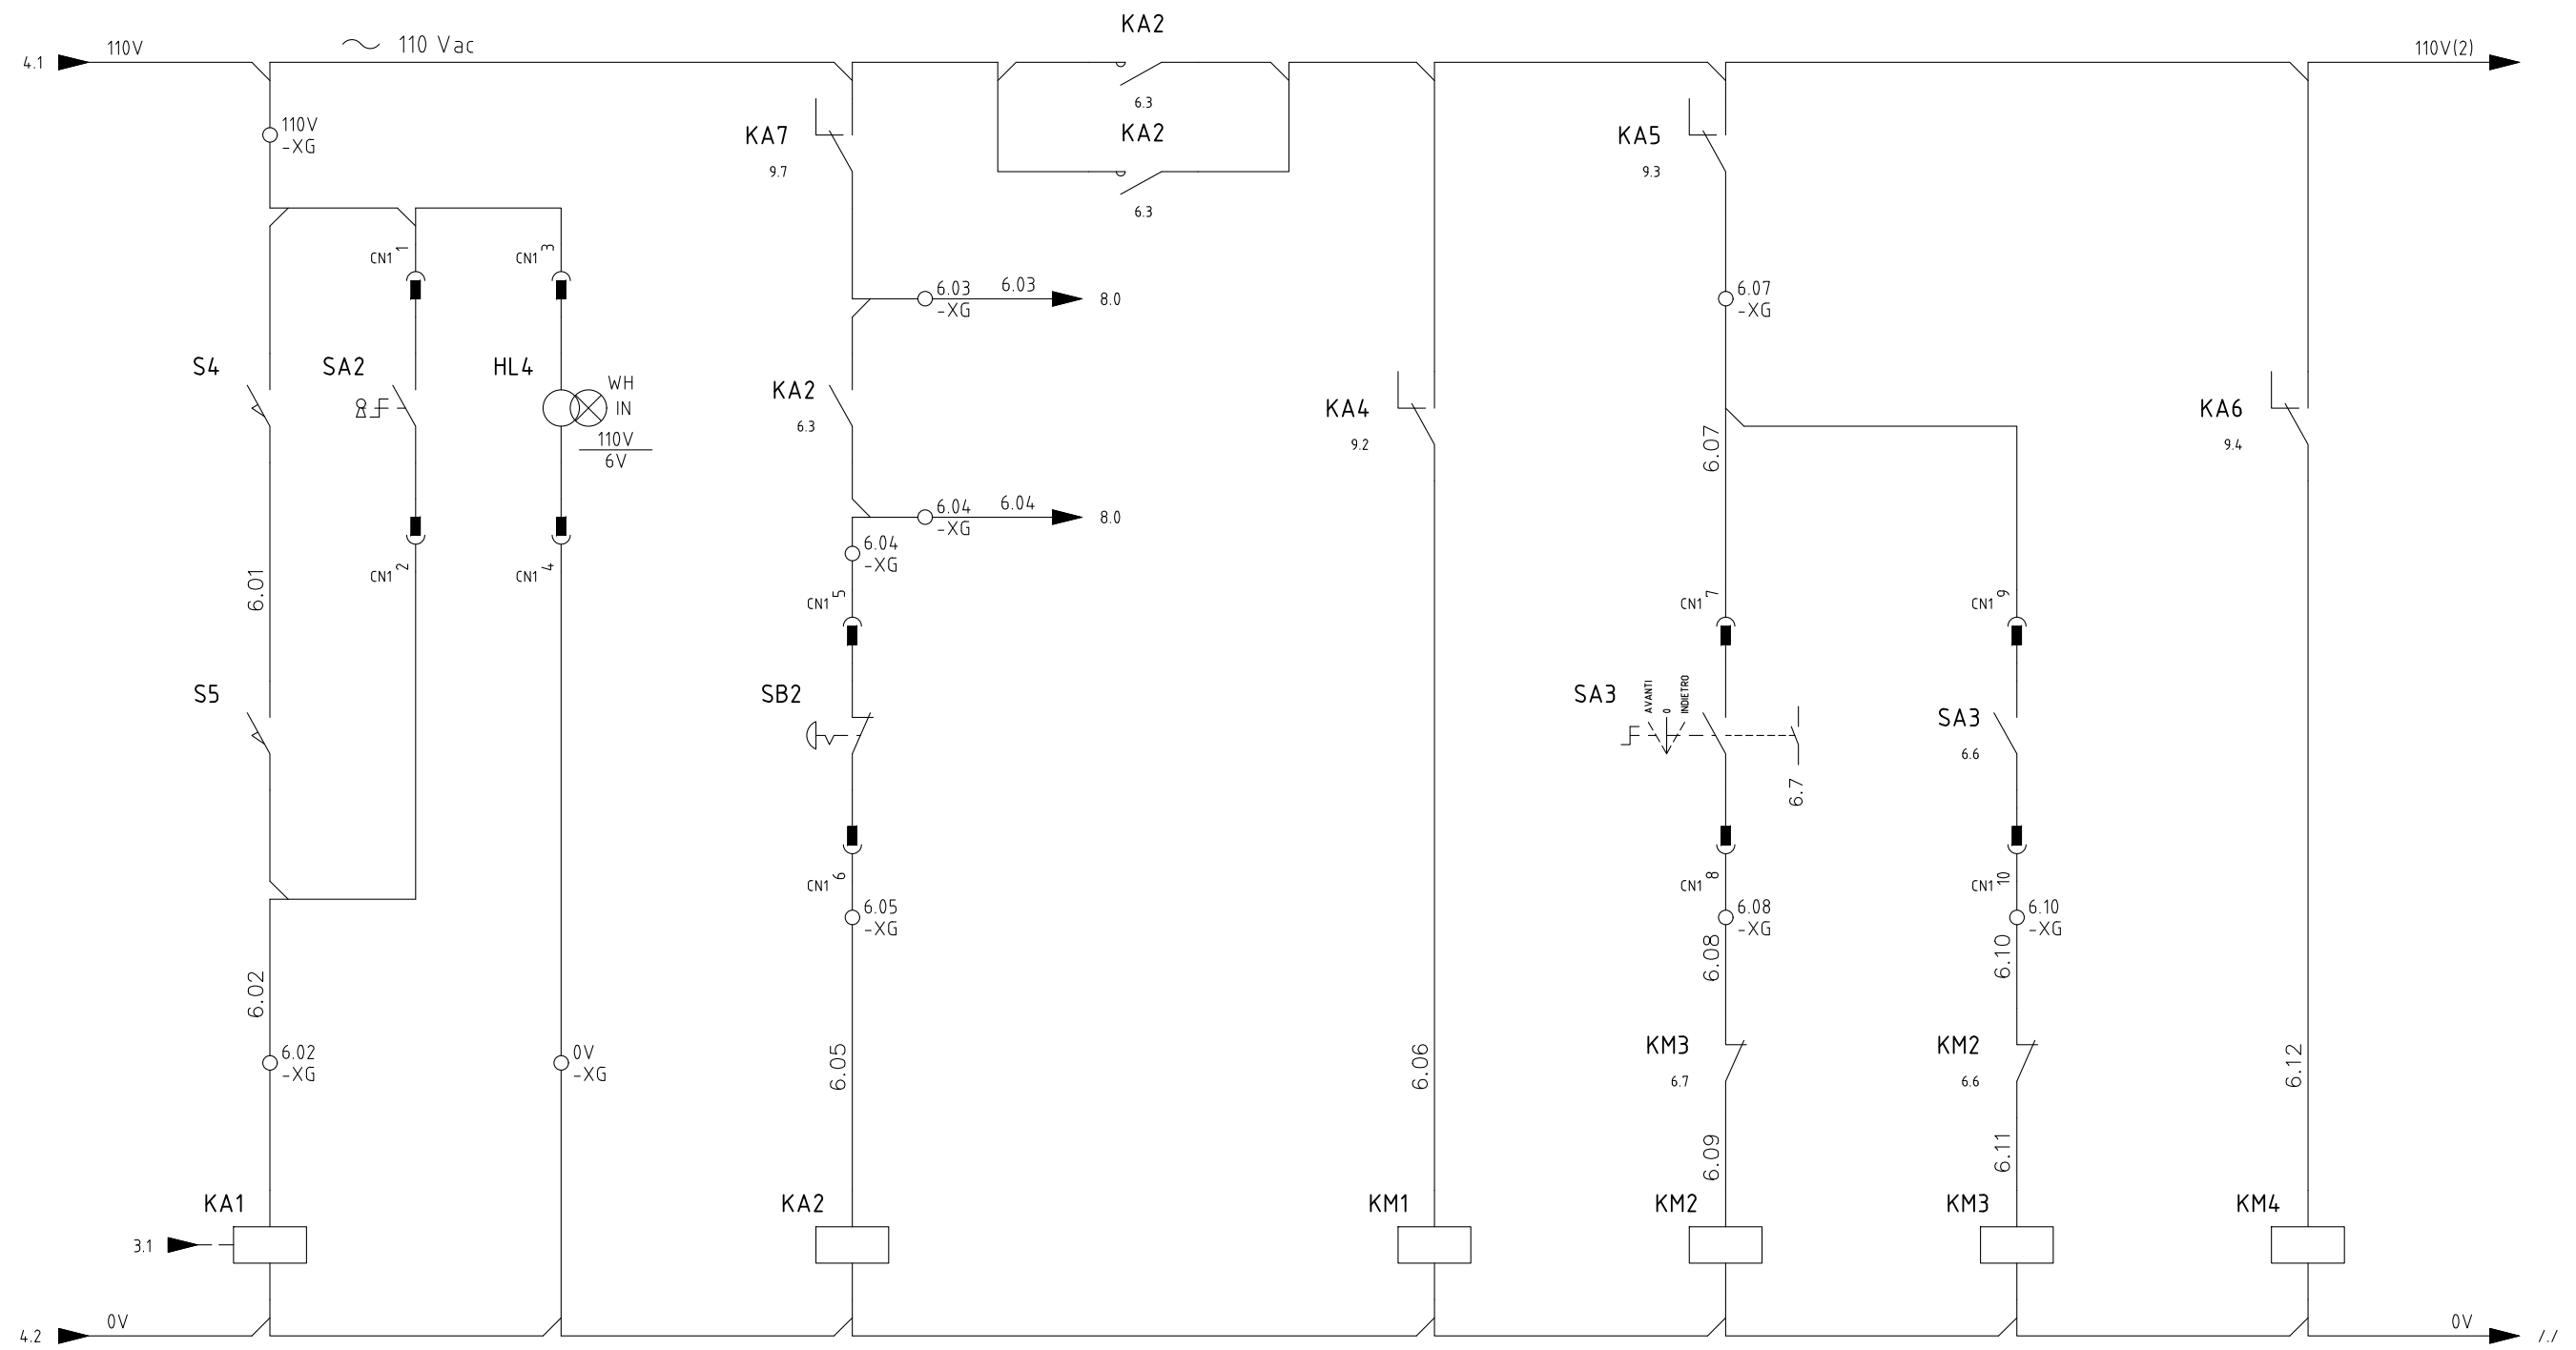 KA2
4.1
110V
110 Vac
110V(2)
6.3
110V
-XG
KA7
9.7
KA2
6.3
KA5
9.3
CN1 1
CN1 3
6.03
-XG
6.03
8.0
6.07
-XG
S4
SA2
HL4
WH
IN
110V
6V
KA2
6.3
KA4
9.2
KA6
9.4
6.07
6.04
-XG
6.04
8.0
6.04
-XG
6.01
CN1 2
CN1 4
CN1 5
CN1 7
CN1 9
S5
SB2
SA3
AVANTI
0
INDIETRO
6.7
SA3
6.6
CN1 6
CN1 8
CN1 10
6.05
-XG
6.08
-XG
6.10
-XG
6.02
6.08
6.10
6.02
-XG
0V
-XG
6.05
6.06
KM3
6.7
KM2
6.6
6.12
6.09
6.11
KA1
KA2
KM1
KM2
KM3
KM4
3.1
4.2
0V
0V
/./